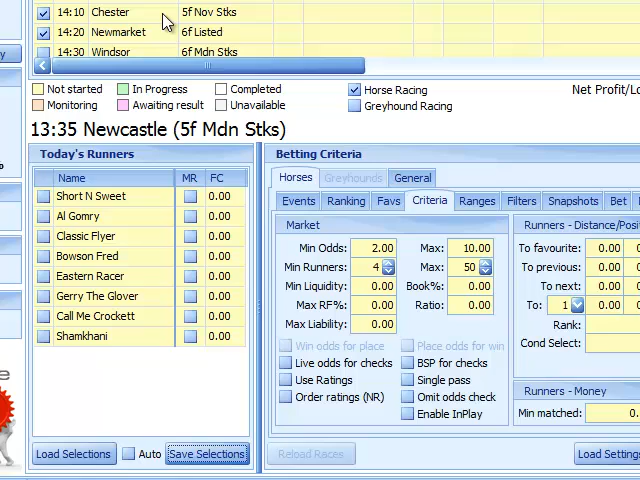 14:10 Chester 5f Nov Stks
14:20 Newmarket 6f Listed
14:30 Windsor 6f Mdn Stks
Not started In Progress Completed Horse Racing Net Profit/Lo
Monitoring Awaiting result Unavailable Greyhound Racing
13:35 Newcastle (5f Mdn Stks)
Today's Runners
Name MR FC
Short N Sweet 0.00
Al Gomry 0.00
Classic Flyer 0.00
Bowson Fred 0.00
Eastern Racer 0.00
Gerry The Glover 0.00
Call Me Crockett 0.00
Shamkhani 0.00
Load Selections Auto Save Selections
Betting Criteria
Horses Greyhounds General
Events Ranking Favs Criteria Ranges Filters Snapshots Bet
Market
Min Odds: 2.00 Max: 10.00
Min Runners: 4 Max: 50
Min Liquidity: 0.00 Book%: 0.00
Max RF%: 0.00 Ratio: 0.00
Max Liability: 0.00
Win odds for place Place odds for win
Live odds for checks BSP for checks
Use Ratings Single pass
Order ratings (NR) Omit odds check
Enable InPlay
Runners - Distance/Posi
To favourite: 0.00 0.00
To previous: 0.00 0.00
To next: 0.00 0.00
To: 1 0.00 0.00
Rank:
Cond Select:
Runners - Money
Min matched: 0.
Reload Races Load Settings
y
%
e